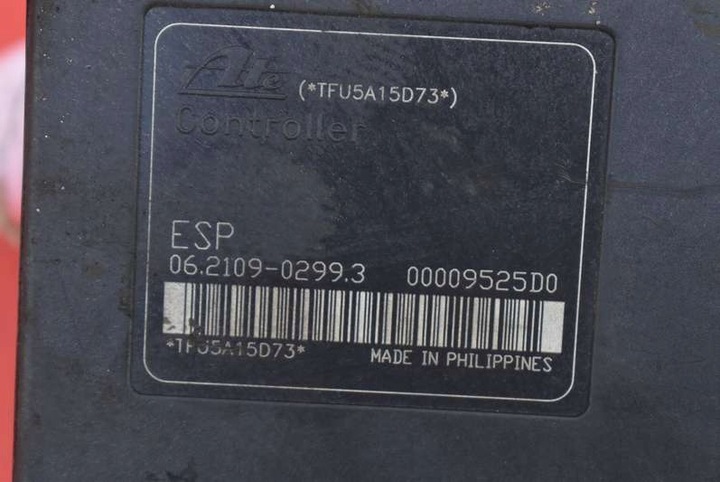 Ate (*TFU5A15D73*)
Controller
ESP
06.2109-0299.3 00009525D0
*TFU5A15D73* MADE IN PHILIPPINES